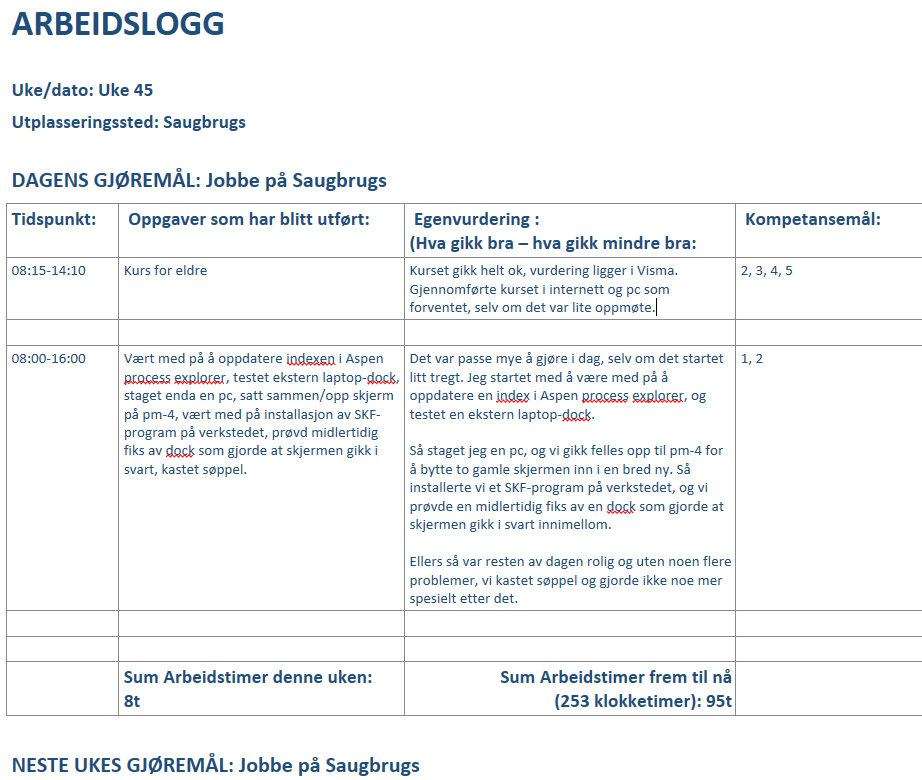 ARBEIDSLOGG
Uke/dato: Uke 45
Utplasseringssted: Saugbrugs
DAGENS GJØREMÅL: Jobbe på Saugbrugs
Tidspunkt:
Oppgaver som har blitt utført:
Egenvurdering :
(Hva gikk bra – hva gikk mindre bra:
Kompetansemål:
08:15-14:10
Kurs for eldre
Kurset gikk helt ok, vurdering ligger i Visma.
Gjennomførte kurset i internett og pc som
forventet, selv om det var lite oppmøte.
2, 3, 4, 5
08:00-16:00
Vært med på å oppdatere indexen i Aspen
process explorer, testet ekstern laptop-dock,
staget enda en pc, satt sammen/opp skjerm
på pm-4, vært med på installasjon av SKF-
program på verkstedet, prøvd midlertidig
fiks av dock som gjorde at skjermen gikk i
svart, kastet søppel.
Det var passe mye å gjøre i dag, selv om det startet
litt tregt. Jeg startet med å være med på å
oppdatere en index i Aspen process explorer, og
testet en ekstern laptop-dock.
Så staget jeg en pc, og vi gikk felles opp til pm-4 for
å bytte to gamle skjermen inn i en bred ny. Så
installerte vi et SKF-program på verkstedet, og vi
prøvde en midlertidig fiks av en dock som gjorde at
skjermen gikk i svart innimellom.
Ellers så var resten av dagen rolig og uten noen flere
problemer, vi kastet søppel og gjorde ikke noe mer
spesielt etter det.
1, 2
Sum Arbeidstimer denne uken:
8t
Sum Arbeidstimer frem til nå
(253 klokketimer): 95t
NESTE UKES GJØREMÅL: Jobbe på Saugbrugs